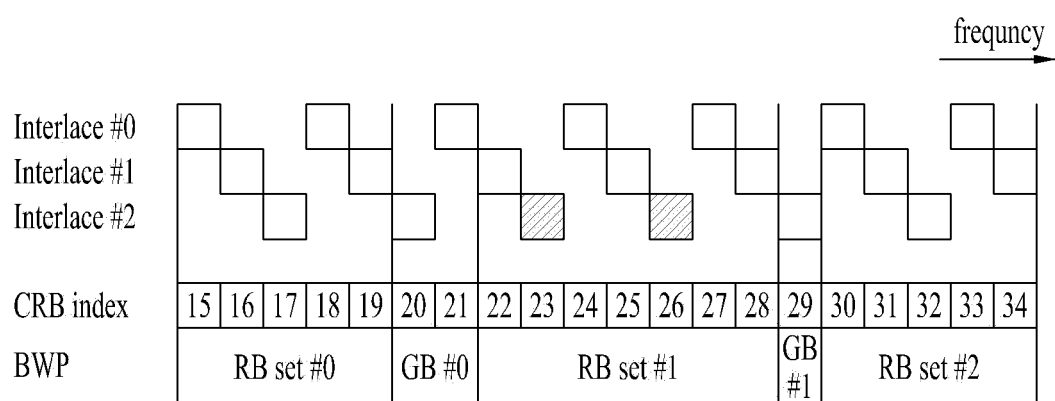 frequncy
Interlace #0
Interlace #1
Interlace #2
CRB index 15 16 17 18 19 20 21 22 23 24 25 26 27 28 29 30 31 32 33 34
BWP RB set #0 GB #0 RB set #1 GB #1 RB set #2